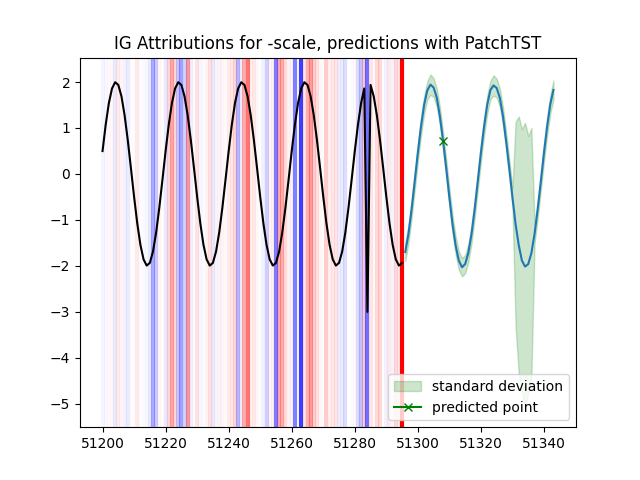 IG Attributions for -scale, predictions with PatchTST
2
1
0
−1
−2
−3
−4
−5
standard deviation
predicted point
51200 51220 51240 51260 51280 51300 51320 51340